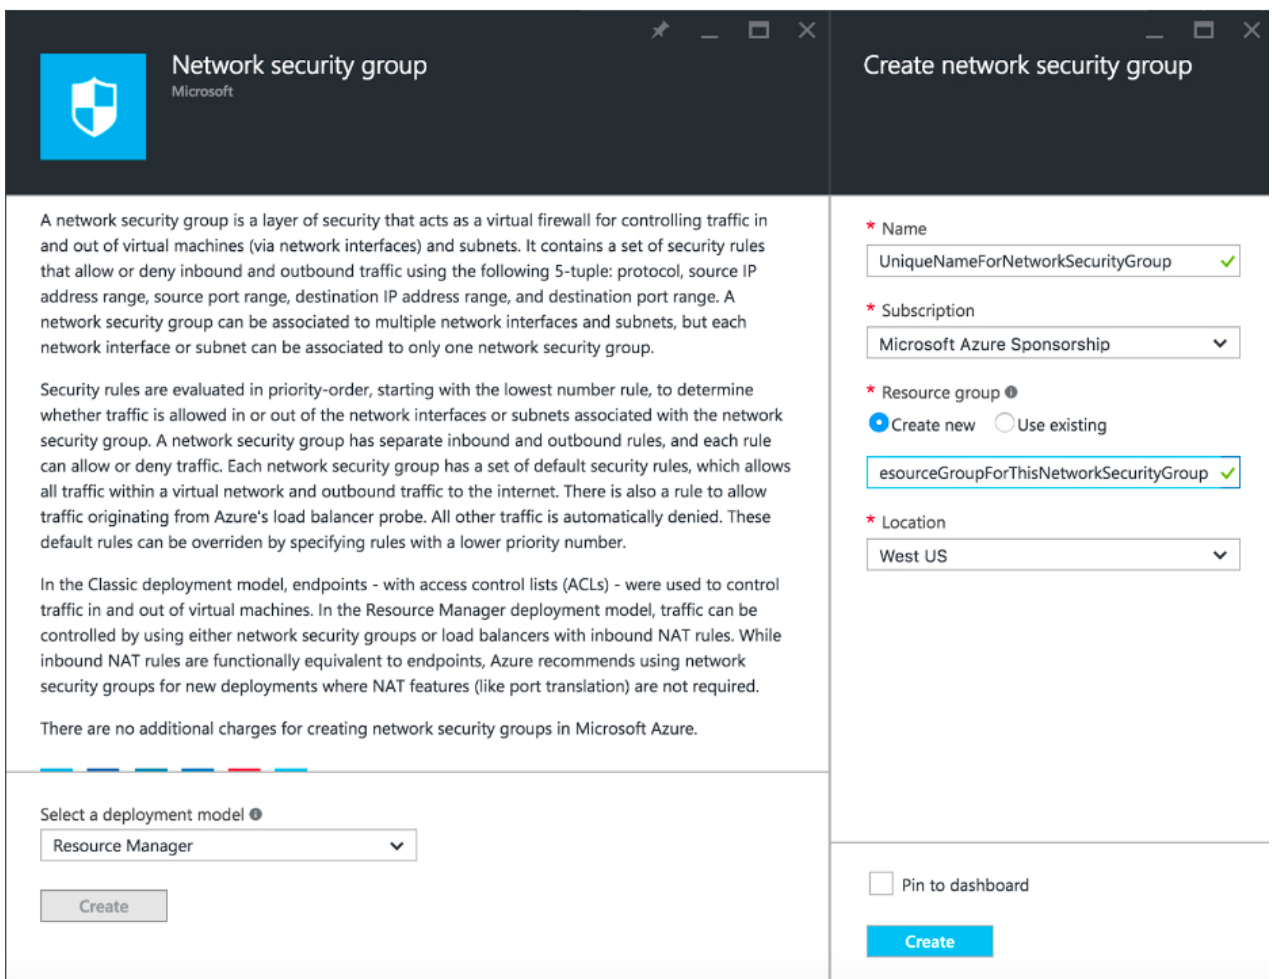 Network security group
Microsoft
A network security group is a layer of security that acts as a virtual firewall for controlling traffic in
and out of virtual machines (via network interfaces) and subnets. It contains a set of security rules
that allow or deny inbound and outbound traffic using the following 5-tuple: protocol, source IP
address range, source port range, destination IP address range, and destination port range. A
network security group can be associated to multiple network interfaces and subnets, but each
network interface or subnet can be associated to only one network security group.
Security rules are evaluated in priority-order, starting with the lowest number rule, to determine
whether traffic is allowed in or out of the network interfaces or subnets associated with the network
security group. A network security group has separate inbound and outbound rules, and each rule
can allow or deny traffic. Each network security group has a set of default security rules, which allows
all traffic within a virtual network and outbound traffic to the internet. There is also a rule to allow
traffic originating from Azure's load balancer probe. All other traffic is automatically denied. These
default rules can be overriden by specifying rules with a lower priority number.
In the Classic deployment model, endpoints - with access control lists (ACLs) - were used to control
traffic in and out of virtual machines. In the Resource Manager deployment model, traffic can be
controlled by using either network security groups or load balancers with inbound NAT rules. While
inbound NAT rules are functionally equivalent to endpoints, Azure recommends using network
security groups for new deployments where NAT features (like port translation) are not required.
There are no additional charges for creating network security groups in Microsoft Azure.
Select a deployment model
Resource Manager
Create
Create network security group
* Name
UniqueNameForNetworkSecurityGroup
* Subscription
Microsoft Azure Sponsorship
* Resource group
Create new Use existing
esourceGroupForThisNetworkSecurityGroup
* Location
West US
Pin to dashboard
Create